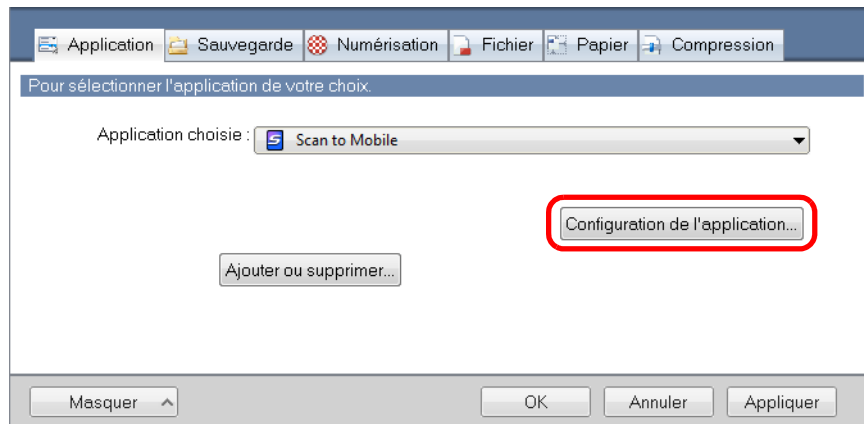 Application Sauvegarde Numérisation Fichier Papier Compression
Pour sélectionner l'application de votre choix.
Application choisie : Scan to Mobile
Configuration de l'application...
Ajouter ou supprimer...
Masquer OK Annuler Appliquer